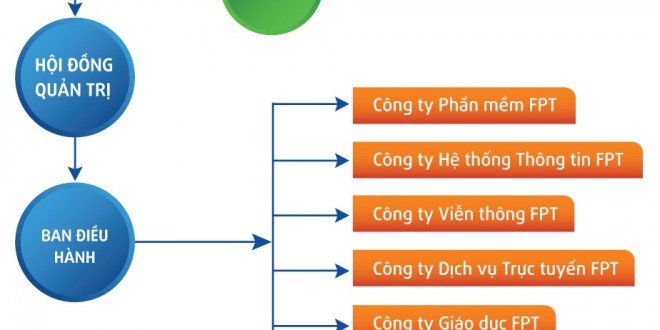 HỘI ĐỒNG
QUẢN TRỊ
BAN ĐIỀU
HÀNH
Công ty Phần mềm FPT
Công ty Hệ thống Thông tin FPT
Công ty Viễn thông FPT
Công ty Dịch vụ Trực tuyến FPT
Công ty Giáo dục FPT